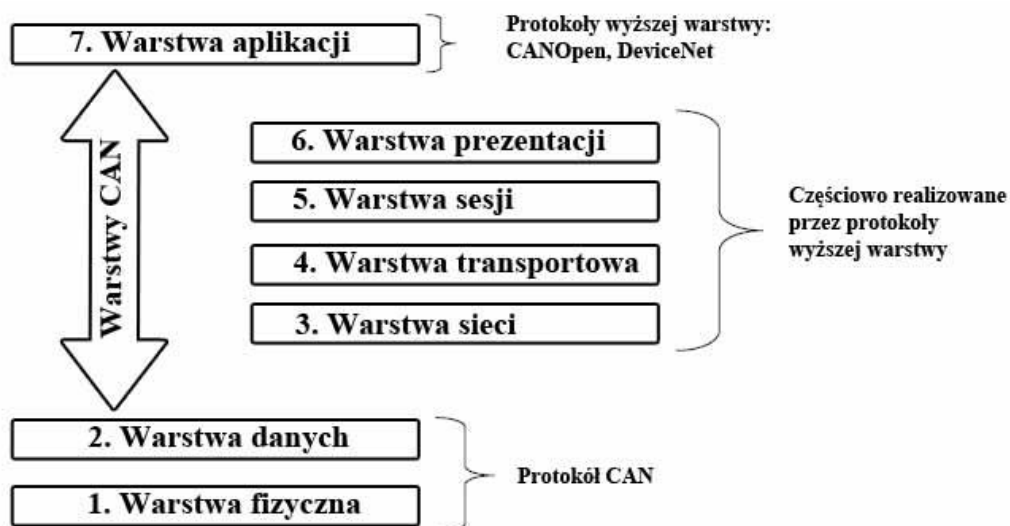 7. Warstwa aplikacji
Protokoły wyższej warstwy:
CANOpen, DeviceNet
Warstwy CAN
6. Warstwa prezentacji
5. Warstwa sesji
4. Warstwa transportowa
3. Warstwa sieci
Częściowo realizowane
przez protokoły
wyższej warstwy
2. Warstwa danych
1. Warstwa fizyczna
Protokół CAN